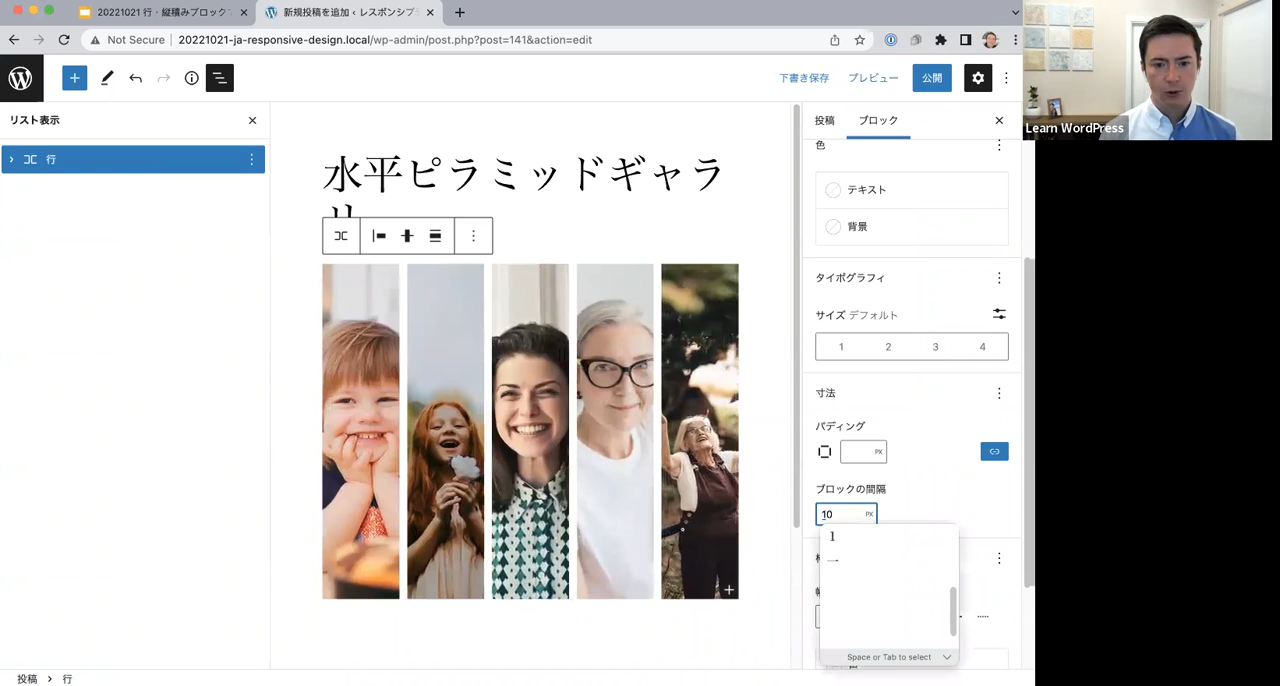 20221021 行・縦積みブロックで
新規投稿を追加 ‹ レスポンシブデ
Not Secure
20221021-ja-responsive-design.local/wp-admin/post.php?post=141&action=edit
下書き保存
プレビュー
公開
リスト表示
行
水平ピラミッドギャラ
リ
投稿
ブロック
色
テキスト
背景
タイポグラフィ
サイズ デフォルト
1 2 3 4
寸法
パディング
PX
ブロックの間隔
10 PX
1
Space or Tab to select
投稿 › 行
Learn WordPress